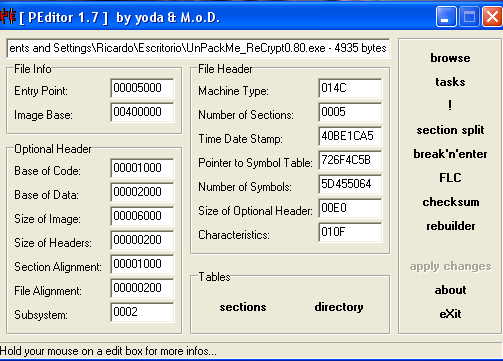 [ PEditor 1.7 ] by yoda & M.o.D.
ents and Settings\Ricardo\Escritorio\UnPackMe_ReCrypt0.80.exe - 4935 bytes
File Info
Entry Point: 00005000
Image Base: 00400000
Optional Header
Base of Code: 00001000
Base of Data: 00002000
Size of Image: 00006000
Size of Headers: 00000200
Section Alignment: 00001000
File Alignment: 00000200
Subsystem: 0002
File Header
Machine Type: 014C
Number of Sections: 0005
Time Date Stamp: 40BE1CA5
Pointer to Symbol Table: 726F4C5B
Number of Symbols: 5D455064
Size of Optional Header: 00E0
Characteristics: 010F
Tables
sections directory
browse
tasks
!
section split
break'n'enter
FLC
checksum
rebuilder
apply changes
about
eXit
Hold your mouse on a edit box for more infos...